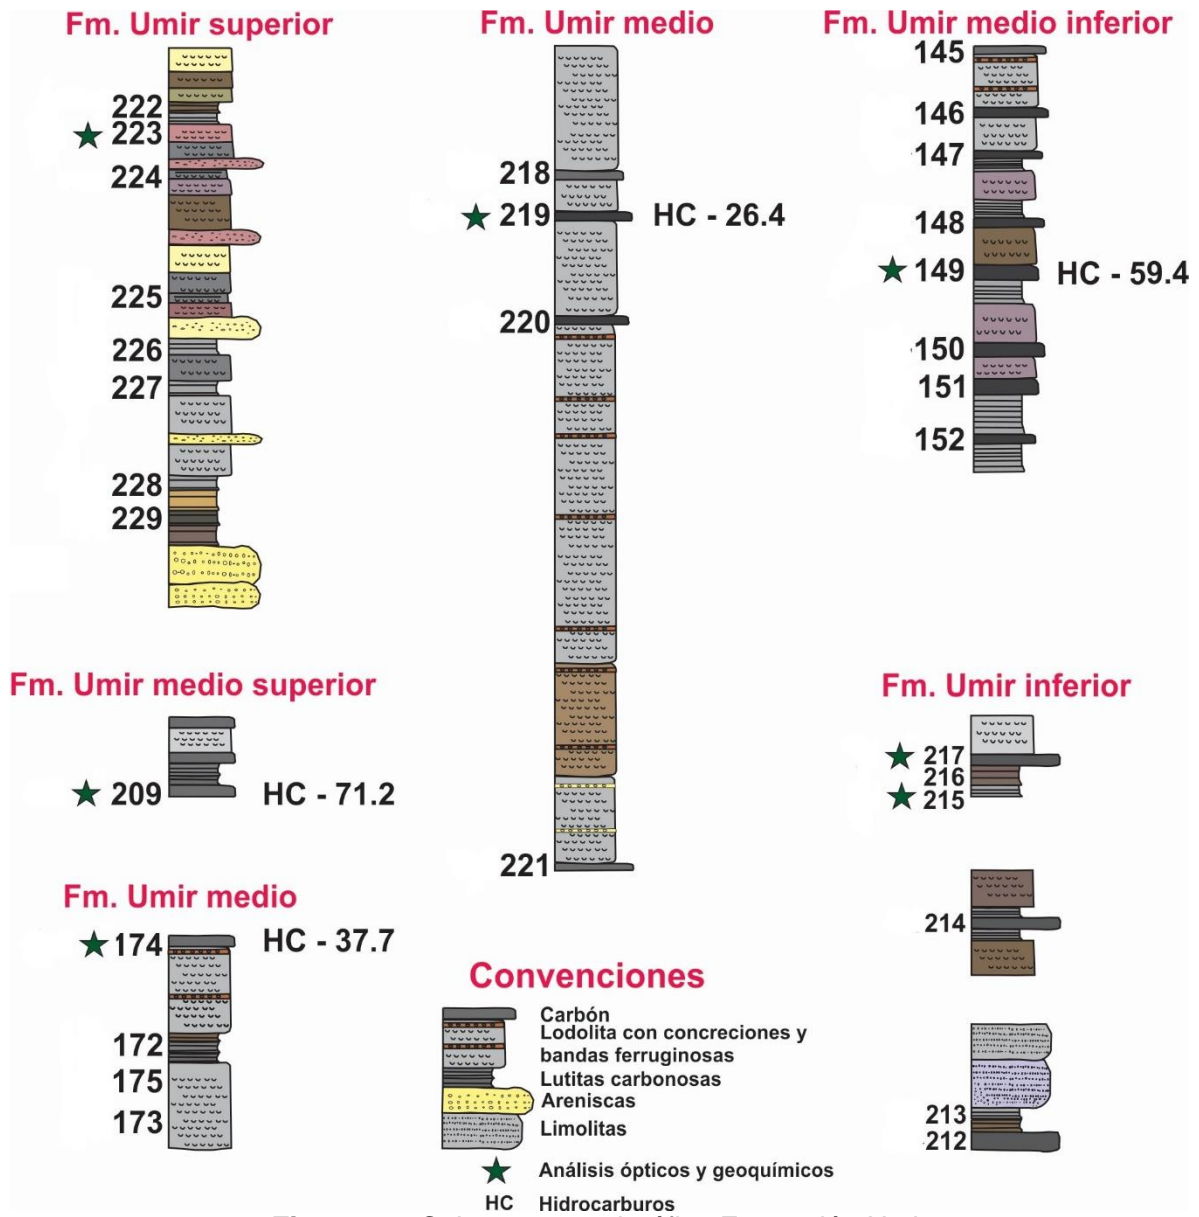 Fm. Umir superior
222
223
224
225
226
227
228
229
Fm. Umir medio
218
219 HC - 26.4
220
221
Fm. Umir medio inferior
145
146
147
148
149 HC - 59.4
150
151
152
Fm. Umir medio superior
209 HC - 71.2
Fm. Umir medio
174 HC - 37.7
172
175
173
Fm. Umir inferior
217
216
215
214
213
212
Convenciones
Carbón
Lodolita con concreciones y
bandas ferruginosas
Lutitas carbonosas
Areniscas
Limolitas
Análisis ópticos y geoquímicos
HC Hidrocarburos